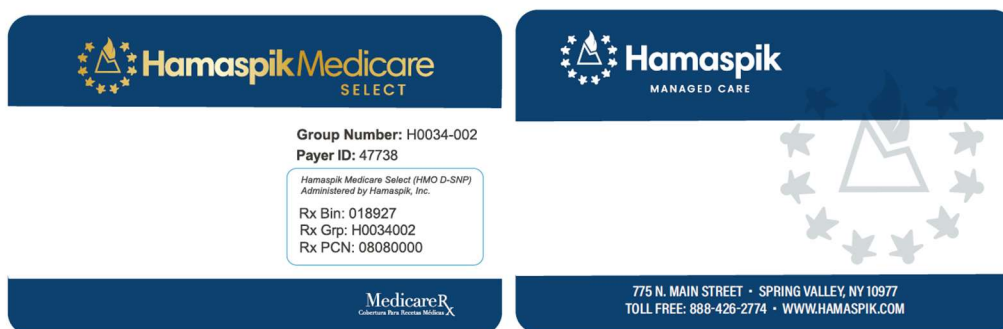 HamaspikMedicare
SELECT
Group Number: H0034-002
Payer ID: 47738
Hamaspik Medicare Select (HMO D-SNP)
Administered by Hamaspik, Inc.
Rx Bin: 018927
Rx Grp: H0034002
Rx PCN: 08080000
MedicareRx
Cobertura Para Recetas Médicas
Hamaspik
MANAGED CARE
775 N. MAIN STREET • SPRING VALLEY, NY 10977
TOLL FREE: 888-426-2774 • WWW.HAMASPIK.COM